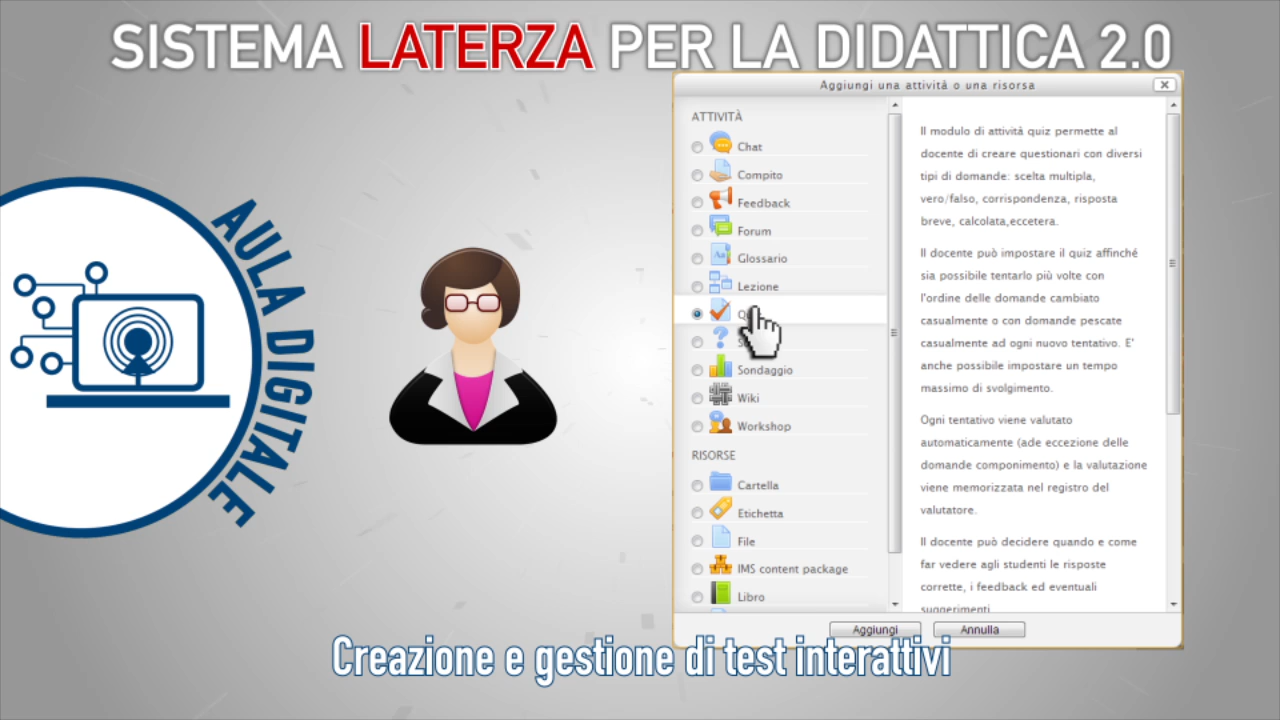 SISTEMA LATERZA PER LA DIDATTICA 2.0
AULA DIGITALE
Aggiungi una attività o una risorsa
ATTIVITÀ
Chat
Compito
Feedback
Forum
Glossario
Lezione
Sondaggio
Wiki
Workshop
RISORSE
Cartella
Etichetta
File
IMS content package
Libro
Il modulo di attività quiz permette al
docente di creare questionari con diversi
tipi di domande: scelta multipla,
vero/falso, corrispondenza, risposta
breve, calcolata,eccetera.
Il docente può impostare il quiz affinché
sia possibile tentarlo più volte con
l'ordine delle domande cambiato
casualmente o con domande pescate
casualmente ad ogni nuovo tentativo. E'
anche possibile impostare un tempo
massimo di svolgimento.
Ogni tentativo viene valutato
automaticamente (ade eccezione delle
domande componimento) e la valutazione
viene memorizzata nel registro del
valutatore.
Il docente può decidere quando e come
far vedere agli studenti le risposte
corrette, i feedback ed eventuali
suggerimenti
Aggiungi
Annulla
Creazione e gestione di test interattivi